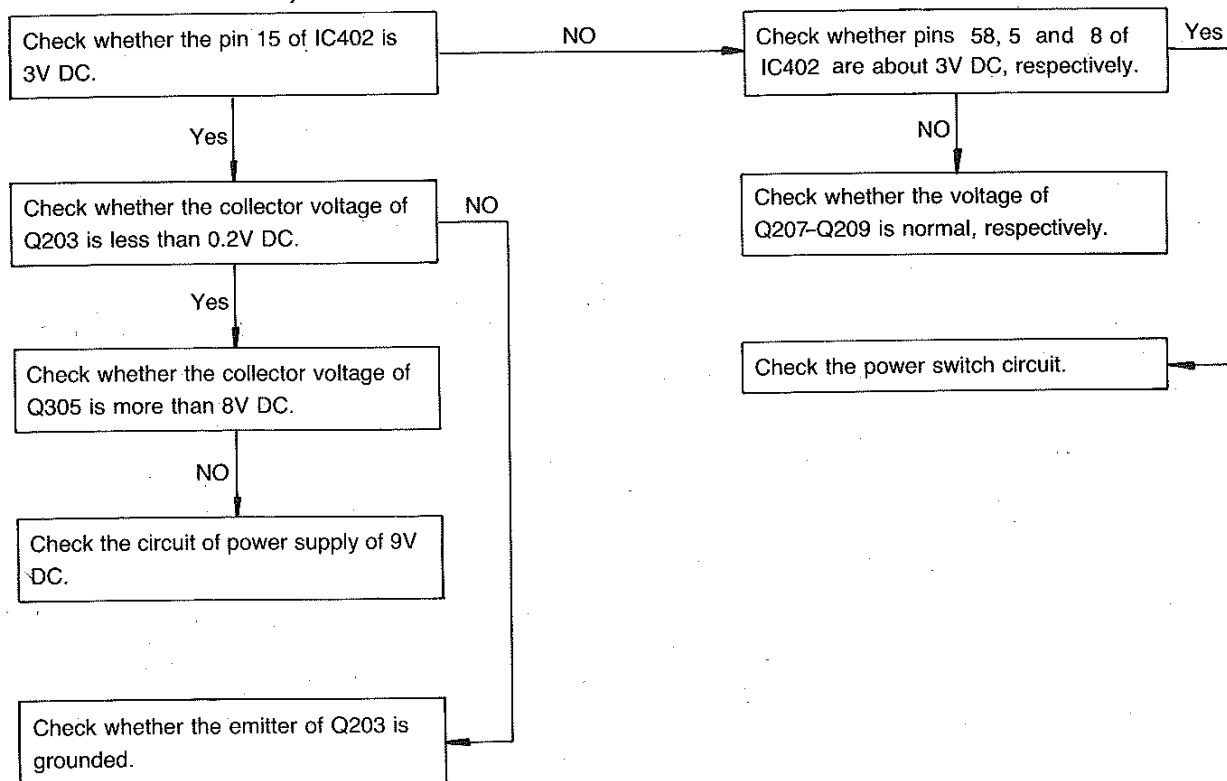 Check whether the pin 15 of IC402 is
3V DC.
NO
Check whether pins 58, 5 and 8 of
IC402 are about 3V DC, respectively.
Yes
Yes
NO
Check whether the collector voltage of
Q203 is less than 0.2V DC.
NO
Check whether the voltage of
Q207–Q209 is normal, respectively.
Yes
Check whether the collector voltage of
Q305 is more than 8V DC.
Check the power switch circuit.
NO
Check the circuit of power supply of 9V
DC.
Check whether the emitter of Q203 is
grounded.